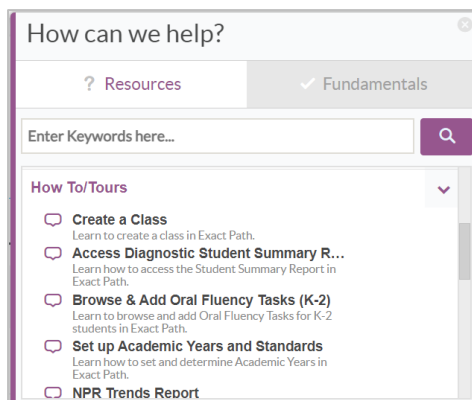 How can we help?
? Resources
Fundamentals
Enter Keywords here...
How To/Tours
Create a Class
Learn to create a class in Exact Path.
Access Diagnostic Student Summary R...
Learn how to access the Student Summary Report in
Exact Path.
Browse & Add Oral Fluency Tasks (K-2)
Learn to browse and add Oral Fluency Tasks for K-2
students in Exact Path.
Set up Academic Years and Standards
Learn how to set and determine Academic Years in
Exact Path.
NPR Trends Report